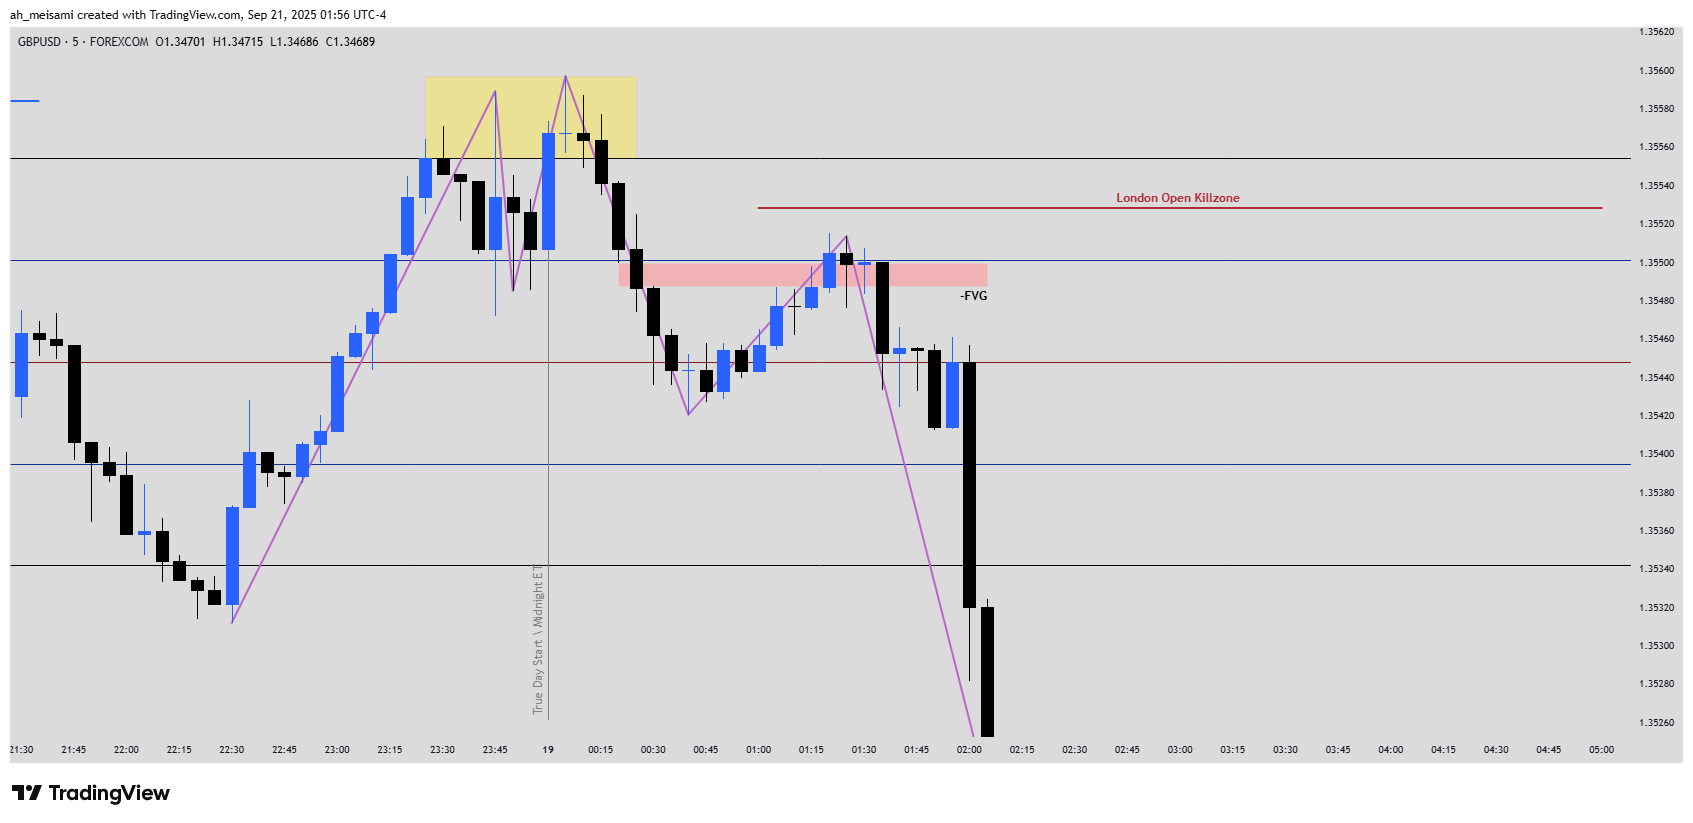 ah_meisami created with TradingView.com, Sep 21, 2025 01:56 UTC-4
GBPUSD · 5 · FOREXCOM O1.34701 H1.34715 L1.34686 C1.34689
1.35620
1.35600
1.35580
1.35560
1.35540
London Open Killzone
1.35520
1.35500
-FVG
1.35480
1.35460
1.35440
1.35420
1.35400
1.35380
1.35360
1.35340
1.35320
1.35300
1.35280
1.35260
True Day Start \ Midnight ET
21:30 21:45 22:00 22:15 22:30 22:45 23:00 23:15 23:30 23:45 19 00:15 00:30 00:45 01:00 01:15 01:30 01:45 02:00 02:15 02:30 02:45 03:00 03:15 03:30 03:45 04:00 04:15 04:30 04:45 05:00
TradingView